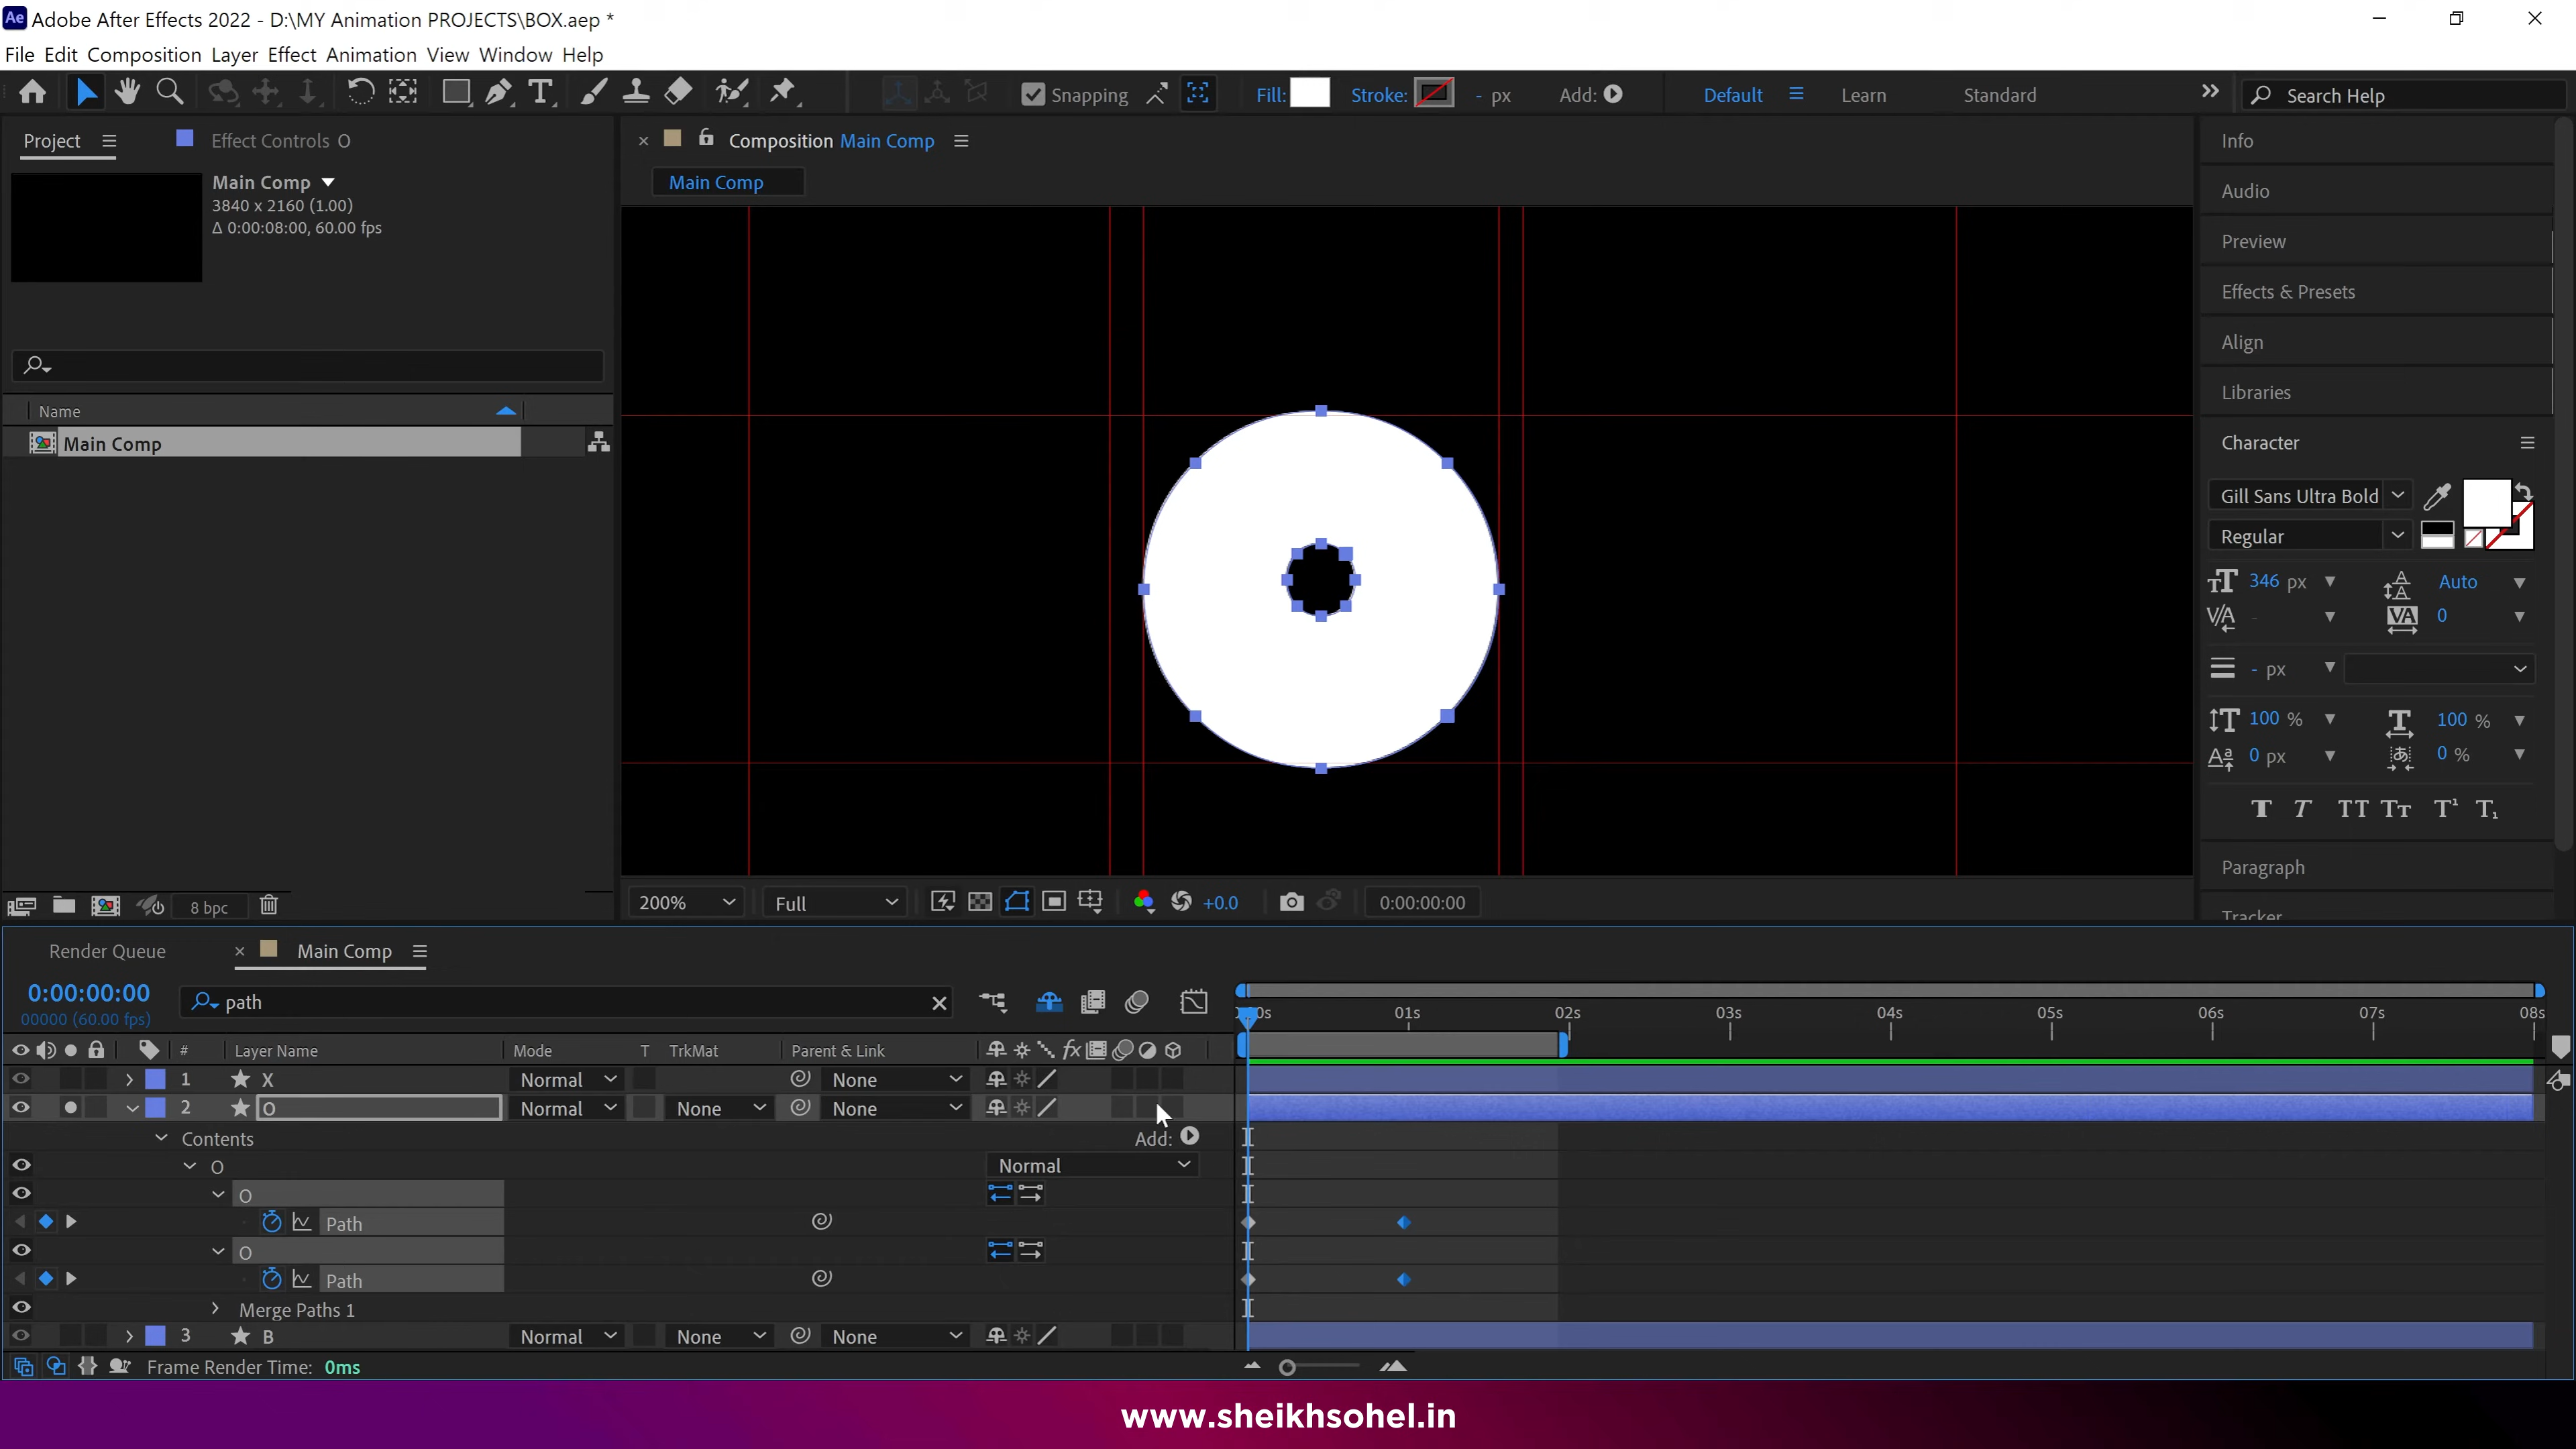 Ae Adobe After Effects 2022 - D:\MY Animation PROJECTS\BOX.aep *
File Edit Composition Layer Effect Animation View Window Help
Snapping Fill: Stroke: - px Add: Default Learn Standard Search Help
Project Effect Controls O
Main Comp
3840 x 2160 (1.00)
Δ 0:00:08:00, 60.00 fps
Name
Main Comp
8 bpc
Composition Main Comp
Main Comp
200% Full +0.0 0:00:00:00
Info
Audio
Preview
Effects & Presets
Align
Libraries
Character
Gill Sans Ultra Bold
Regular
346 px Auto
- 0
- px
100 % 100 %
0 px 0 %
T T TT Tт T¹ T₁
Paragraph
Tracker
Render Queue Main Comp
0:00:00:00 path
00000 (60.00 fps)
01s 02s 03s 04s 05s 06s 07s 08s
# Layer Name Mode T TrkMat Parent & Link
1 X Normal None
2 O Normal None None
Contents Add:
O Normal
O
Path
O
Path
Merge Paths 1
3 B Normal None None
Frame Render Time: 0ms
www.sheikhsohel.in